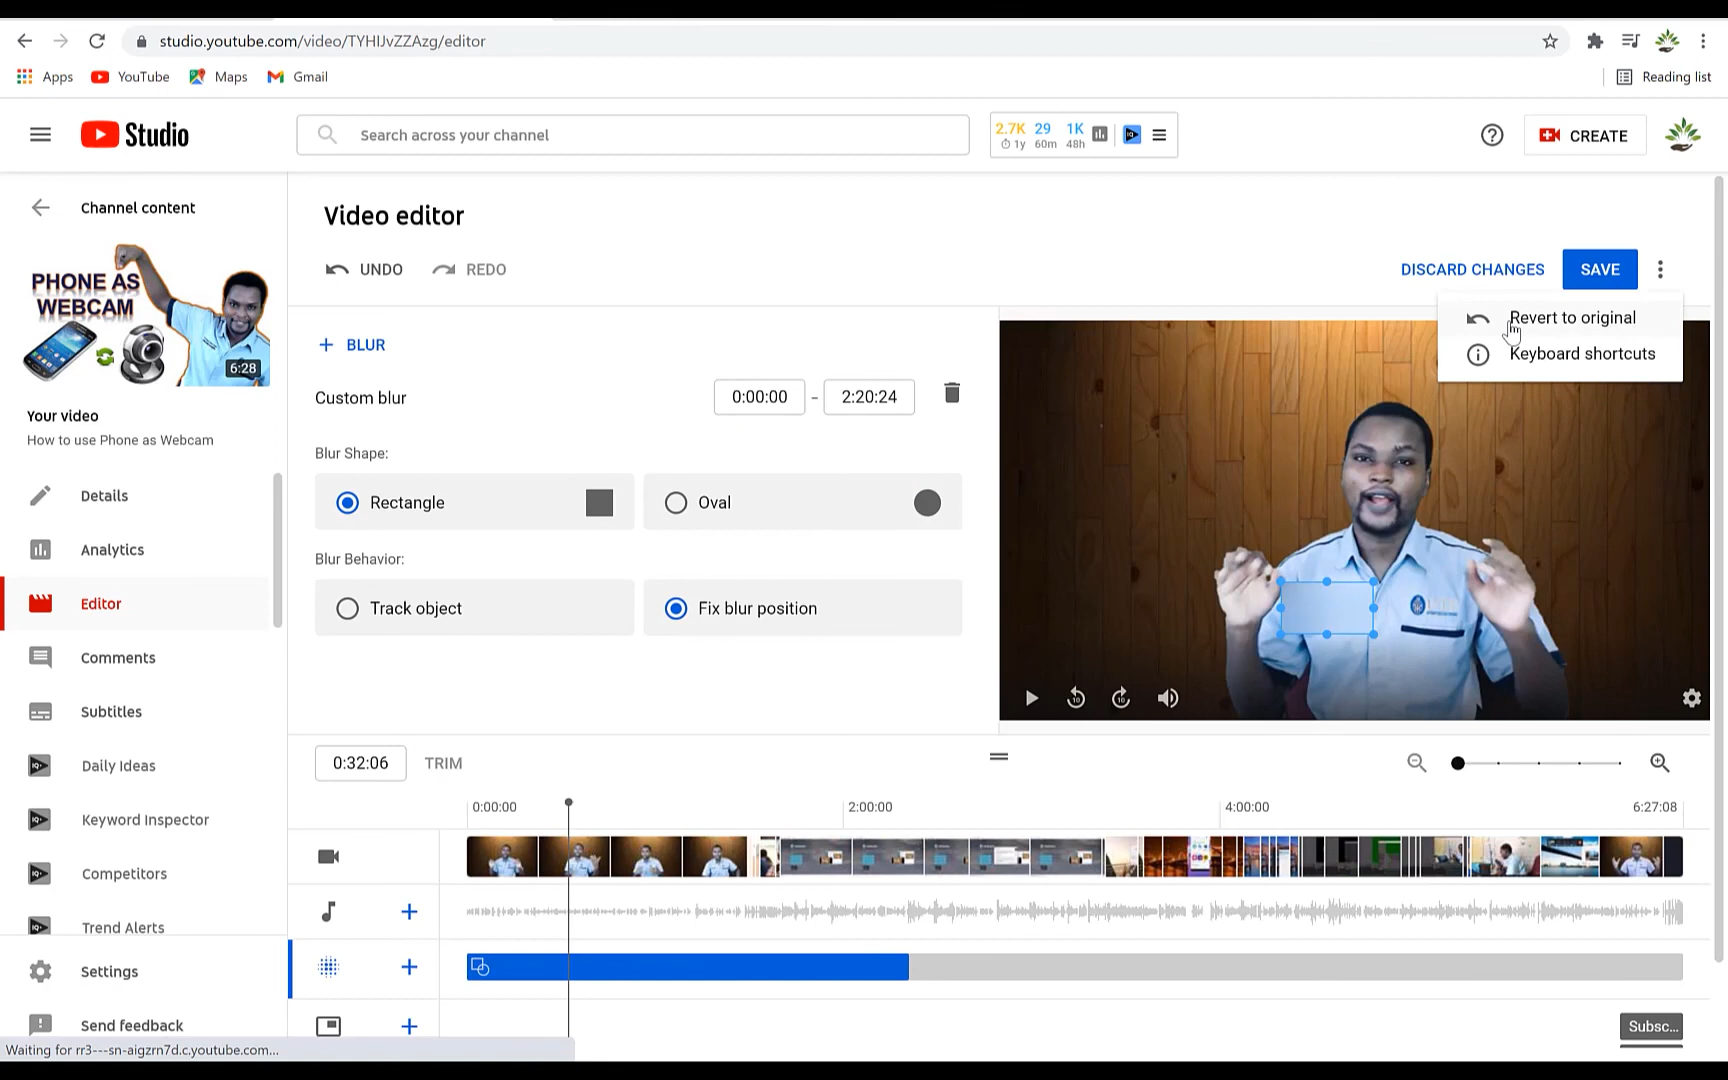 studio.youtube.com/video/TYHIJvZZAzg/editor
Apps YouTube Maps Gmail Reading list
Studio
Search across your channel
2.7K 29 1K
1y 60m 48h
CREATE
Channel content
PHONE AS
WEBCAM
6:28
Your video
How to use Phone as Webcam
Details
Analytics
Editor
Comments
Subtitles
Daily Ideas
Keyword Inspector
Competitors
Trend Alerts
Settings
Send feedback
Waiting for rr3---sn-aigzrn7d.c.youtube.com...
Video editor
UNDO REDO
DISCARD CHANGES SAVE
Revert to original
Keyboard shortcuts
+ BLUR
Custom blur 0:00:00 - 2:20:24
Blur Shape:
Rectangle Oval
Blur Behavior:
Track object Fix blur position
10 10
0:32:06 TRIM
0:00:00 2:00:00 4:00:00 6:27:08
Subsc...